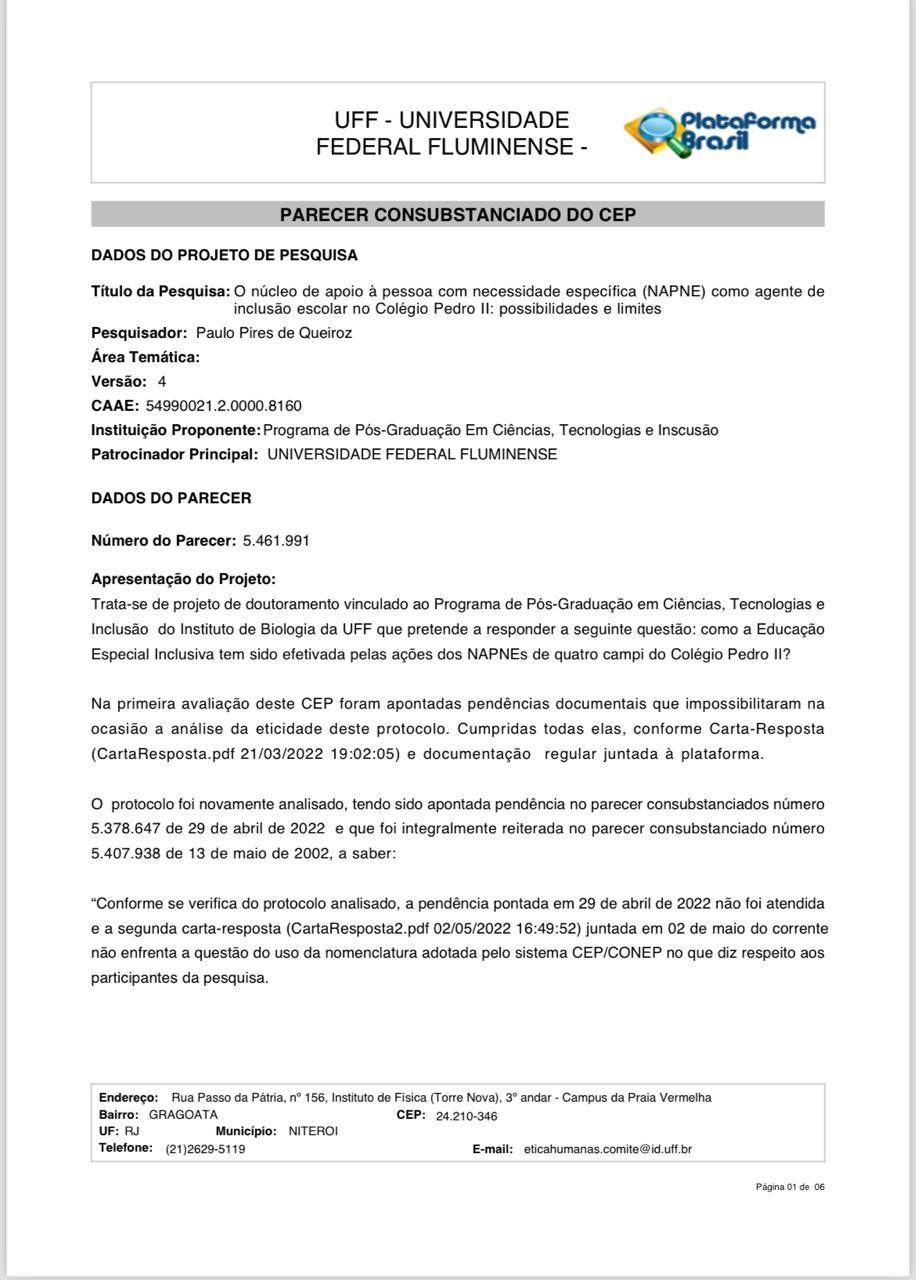 UFF - UNIVERSIDADE
FEDERAL FLUMINENSE -
Plataforma
Brasil
PARECER CONSUBSTANCIADO DO CEP
DADOS DO PROJETO DE PESQUISA
Título da Pesquisa: O núcleo de apoio à pessoa com necessidade específica (NAPNE) como agente de
inclusão escolar no Colégio Pedro II: possibilidades e limites
Pesquisador: Paulo Pires de Queiroz
Área Temática:
Versão: 4
CAAE: 54990021.2.0000.8160
Instituição Proponente: Programa de Pós-Graduação Em Ciências, Tecnologias e Inscusão
Patrocinador Principal: UNIVERSIDADE FEDERAL FLUMINENSE
DADOS DO PARECER
Número do Parecer: 5.461.991
Apresentação do Projeto:
Trata-se de projeto de doutoramento vinculado ao Programa de Pós-Graduação em Ciências, Tecnologias e
Inclusão do Instituto de Biologia da UFF que pretende a responder a seguinte questão: como a Educação
Especial Inclusiva tem sido efetivada pelas ações dos NAPNEs de quatro campi do Colégio Pedro II?
Na primeira avaliação deste CEP foram apontadas pendências documentais que impossibilitaram na
ocasião a análise da eticidade deste protocolo. Cumpridas todas elas, conforme Carta-Resposta
(CartaResposta.pdf 21/03/2022 19:02:05) e documentação regular juntada à plataforma.
O protocolo foi novamente analisado, tendo sido apontada pendência no parecer consubstanciados número
5.378.647 de 29 de abril de 2022 e que foi integralmente reiterada no parecer consubstanciado número
5.407.938 de 13 de maio de 2002, a saber:
“Conforme se verifica do protocolo analisado, a pendência pontada em 29 de abril de 2022 não foi atendida
e a segunda carta-resposta (CartaResposta2.pdf 02/05/2022 16:49:52) juntada em 02 de maio do corrente
não enfrenta a questão do uso da nomenclatura adotada pelo sistema CEP/CONEP no que diz respeito aos
participantes da pesquisa.
Endereço: Rua Passo da Pátria, nº 156, Instituto de Física (Torre Nova), 3º andar - Campus da Praia Vermelha
Bairro: GRAGOATA CEP: 24.210-346
UF: RJ Município: NITEROI
Telefone: (21)2629-5119 E-mail: eticahumanas.comite@id.uff.br
Página 01 de 06